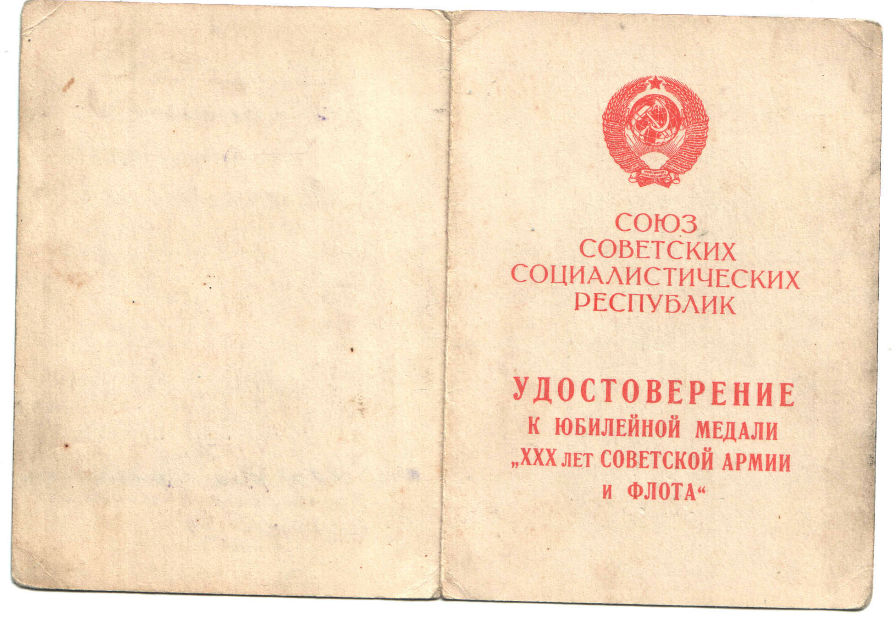 СОЮЗ
СОВЕТСКИХ
СОЦИАЛИСТИЧЕСКИХ
РЕСПУБЛИК
УДОСТОВЕРЕНИЕ
К ЮБИЛЕЙНОЙ МЕДАЛИ
„XXX ЛЕТ СОВЕТСКОЙ АРМИИ
И ФЛОТА“